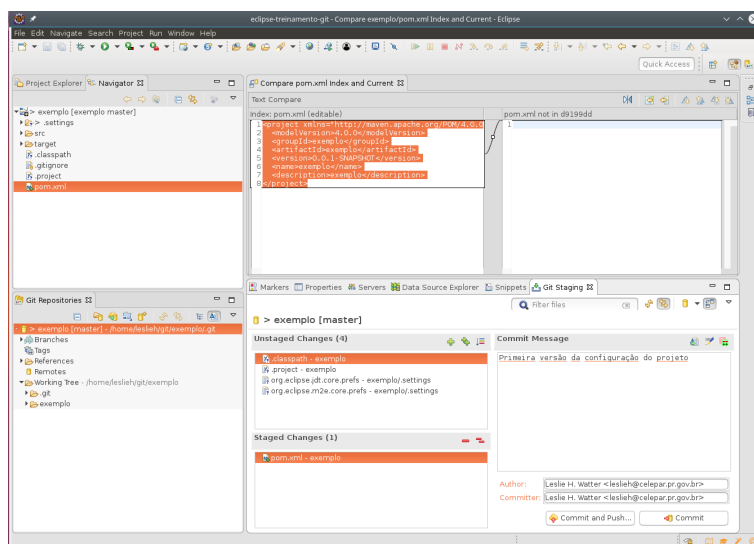 eclipse-treinamento-git - Compare exemplo/pom.xml Index and Current - Eclipse
File Edit Navigate Search Project Run Window Help
Quick Access
Project Explorer
Navigator
> exemplo [exemplo master]
> .settings
src
target
.classpath
.gitignore
.project
pom.xml
Compare pom.xml Index and Current
Text Compare
Index: pom.xml (editable)
pom.xml not in d9199dd
1 <project xmlns="http://maven.apache.org/POM/4.0.0
2 <modelVersion>4.0.0</modelVersion>
3 <groupId>exemplo</groupId>
4 <artifactId>exemplo</artifactId>
5 <version>0.0.1-SNAPSHOT</version>
6 <name>exemplo</name>
7 <description>exemplo</description>
8 </project>
1
Git Repositories
> exemplo [master] - /home/leslieh/git/exemplo/.git
Branches
Tags
References
Remotes
Working Tree - /home/leslieh/git/exemplo
.git
exemplo
Markers
Properties
Servers
Data Source Explorer
Snippets
Git Staging
Filter files
> exemplo [master]
Unstaged Changes (4)
.classpath - exemplo
.project - exemplo
org.eclipse.jdt.core.prefs - exemplo/.settings
org.eclipse.m2e.core.prefs - exemplo/.settings
Staged Changes (1)
pom.xml - exemplo
Commit Message
Primeira versão da configuração do projeto
Author: Leslie H. Watter <leslieh@celepar.pr.gov.br>
Committer: Leslie H. Watter <leslieh@celepar.pr.gov.br>
Commit and Push...
Commit